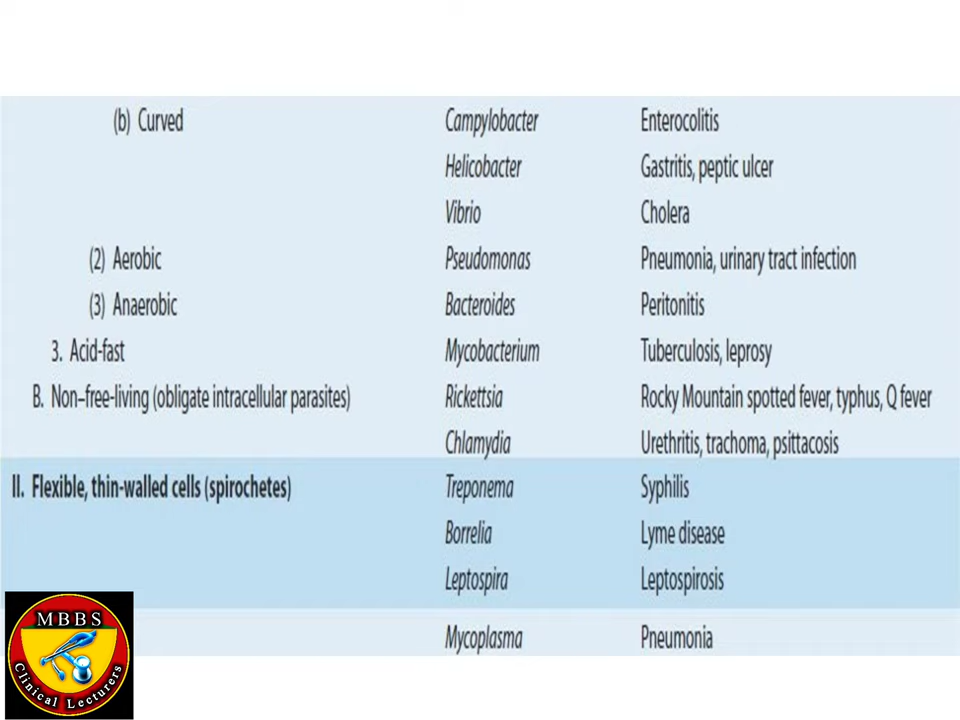 (b) Curved Campylobacter Enterocolitis
Helicobacter Gastritis, peptic ulcer
Vibrio Cholera
(2) Aerobic Pseudomonas Pneumonia, urinary tract infection
(3) Anaerobic Bacteroides Peritonitis
3. Acid-fast Mycobacterium Tuberculosis, leprosy
B. Non–free-living (obligate intracellular parasites) Rickettsia Rocky Mountain spotted fever, typhus, Q fever
Chlamydia Urethritis, trachoma, psittacosis
II. Flexible, thin-walled cells (spirochetes) Treponema Syphilis
Borrelia Lyme disease
Leptospira Leptospirosis
Mycoplasma Pneumonia
MBBS
Clinical Lecturers